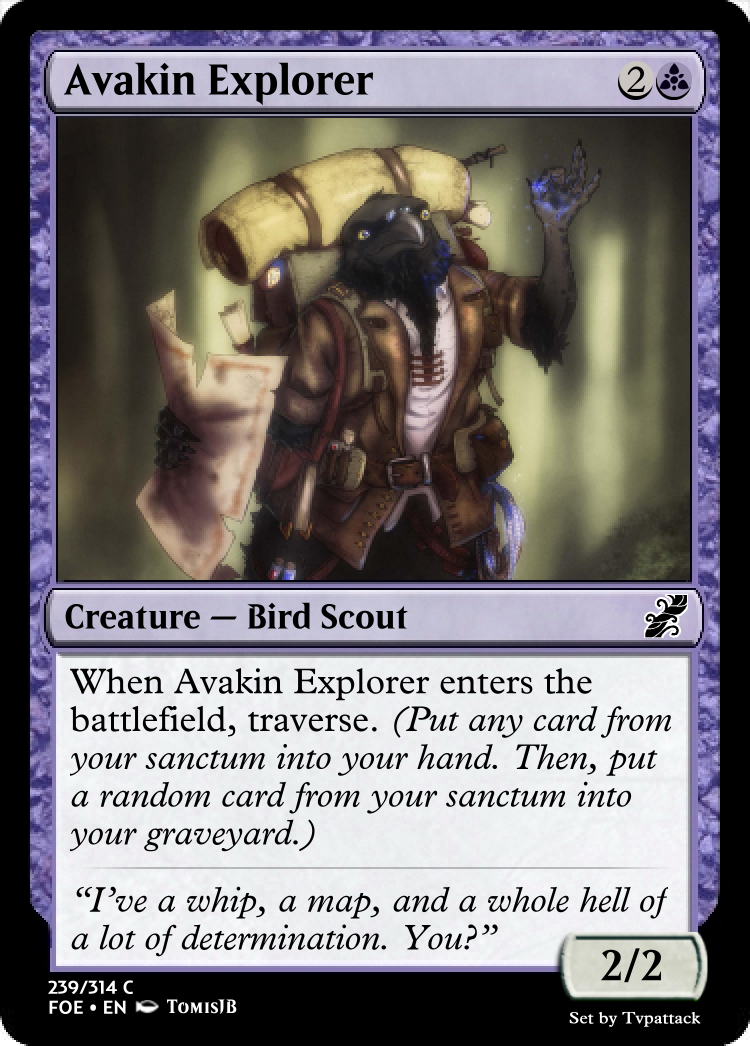 Avakin Explorer 2
Creature — Bird Scout
When Avakin Explorer enters the
battlefield, traverse. (Put any card from
your sanctum into your hand. Then, put
a random card from your sanctum into
your graveyard.)
“I've a whip, a map, and a whole hell of
a lot of determination. You?”
2/2
239/314 C
FOE • EN TomisJB
Set by Tvpattack